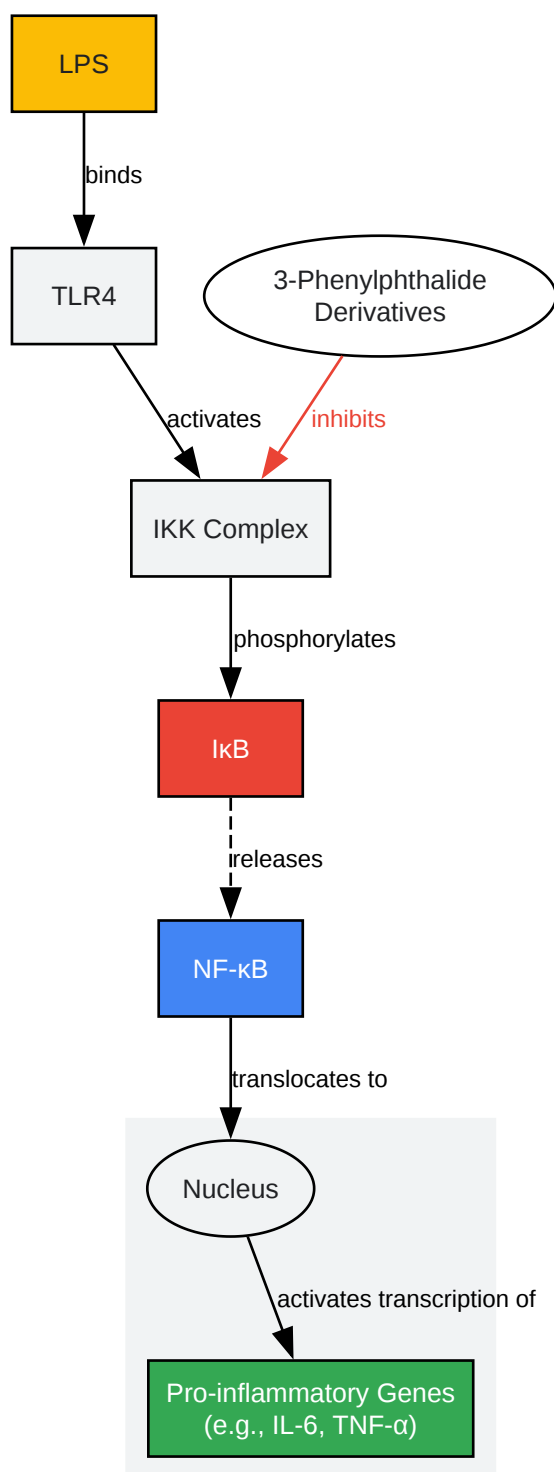 LPS
binds
TLR4
3-Phenylphthalide
Derivatives
activates
inhibits
IKK Complex
phosphorylates
IκB
releases
NF-κB
translocates to
Nucleus
activates transcription of
Pro-inflammatory Genes
(e.g., IL-6, TNF-α)